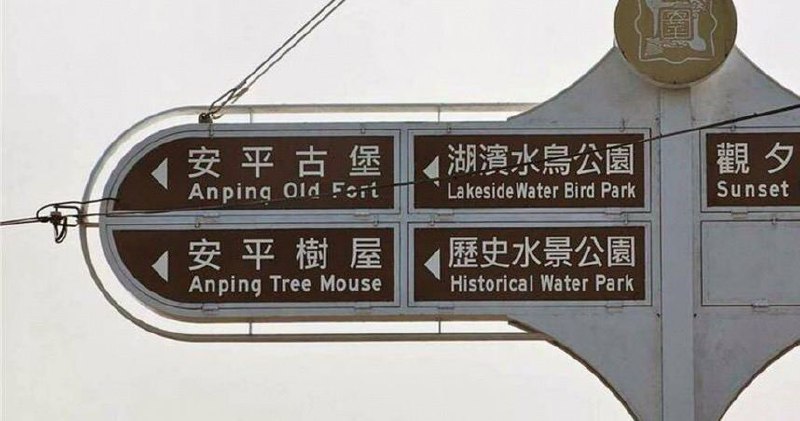 安平古堡
Anping Old Fort
湖濱水鳥公園
Lakeside Water Bird Park
觀夕
Sunset
安平樹屋
Anping Tree Mouse
歷史水景公園
Historical Water Park